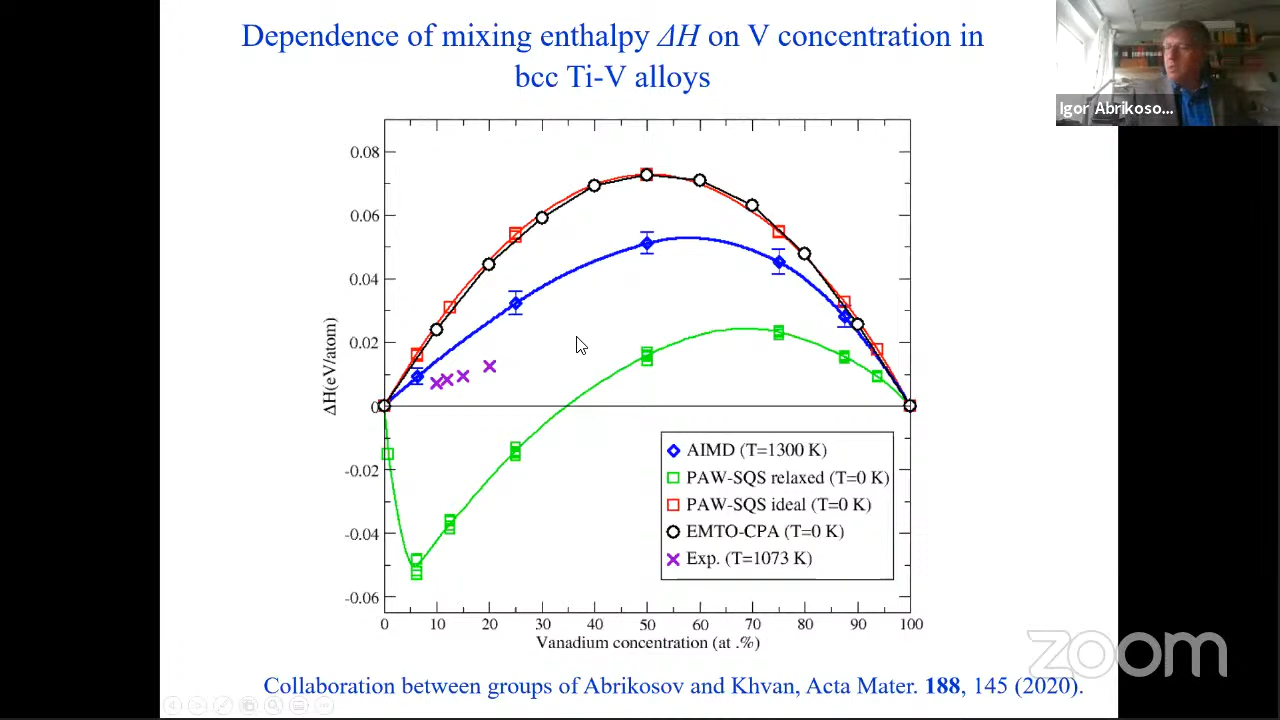 Dependence of mixing enthalpy ΔH on V concentration in
bcc Ti-V alloys
Igor Abrikoso...
0.08
0.06
0.04
0.02
0
-0.02
-0.04
-0.06
ΔH(eV/atom)
AIMD (T=1300 K)
PAW-SQS relaxed (T=0 K)
PAW-SQS ideal (T=0 K)
EMTO-CPA (T=0 K)
Exp. (T=1073 K)
0 10 20 30 40 50 60 70 80 90 100
Vanadium concentration (at .%)
zoom
Collaboration between groups of Abrikosov and Khvan, Acta Mater. 188, 145 (2020).